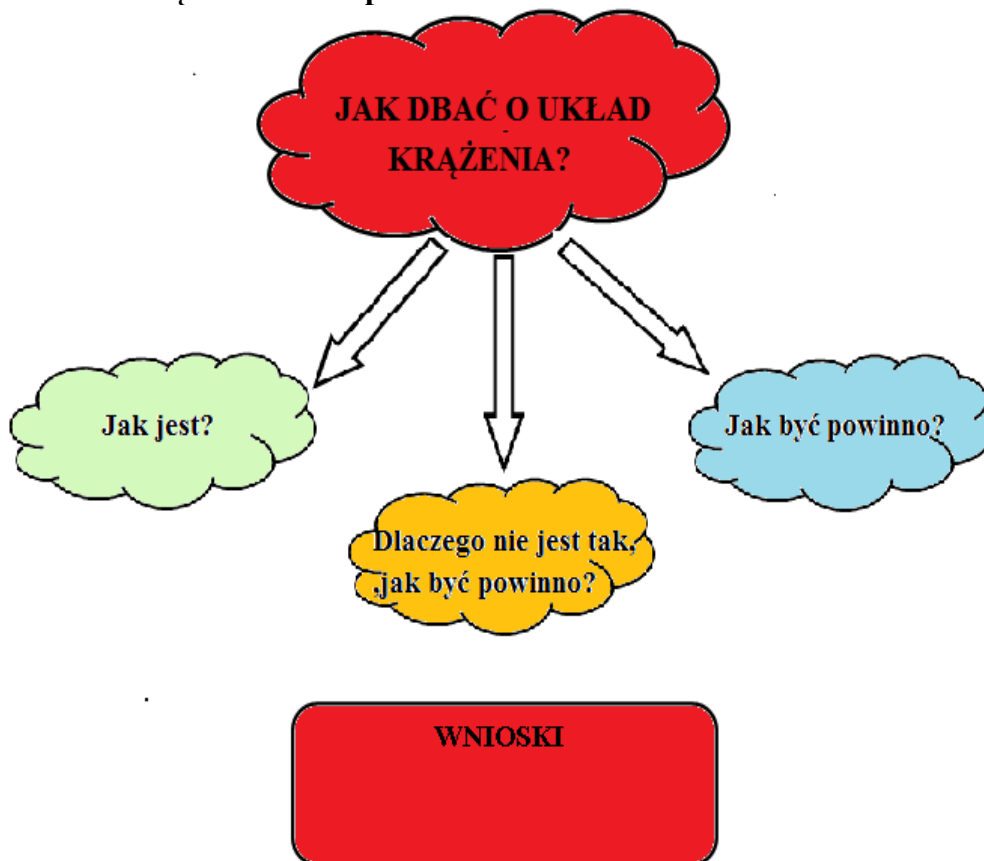 JAK DBAĆ O UKŁAD
KRĄŻENIA?
Jak jest?
Jak być powinno?
Dlaczego nie jest tak,
,jak być powinno?
WNIOSKI